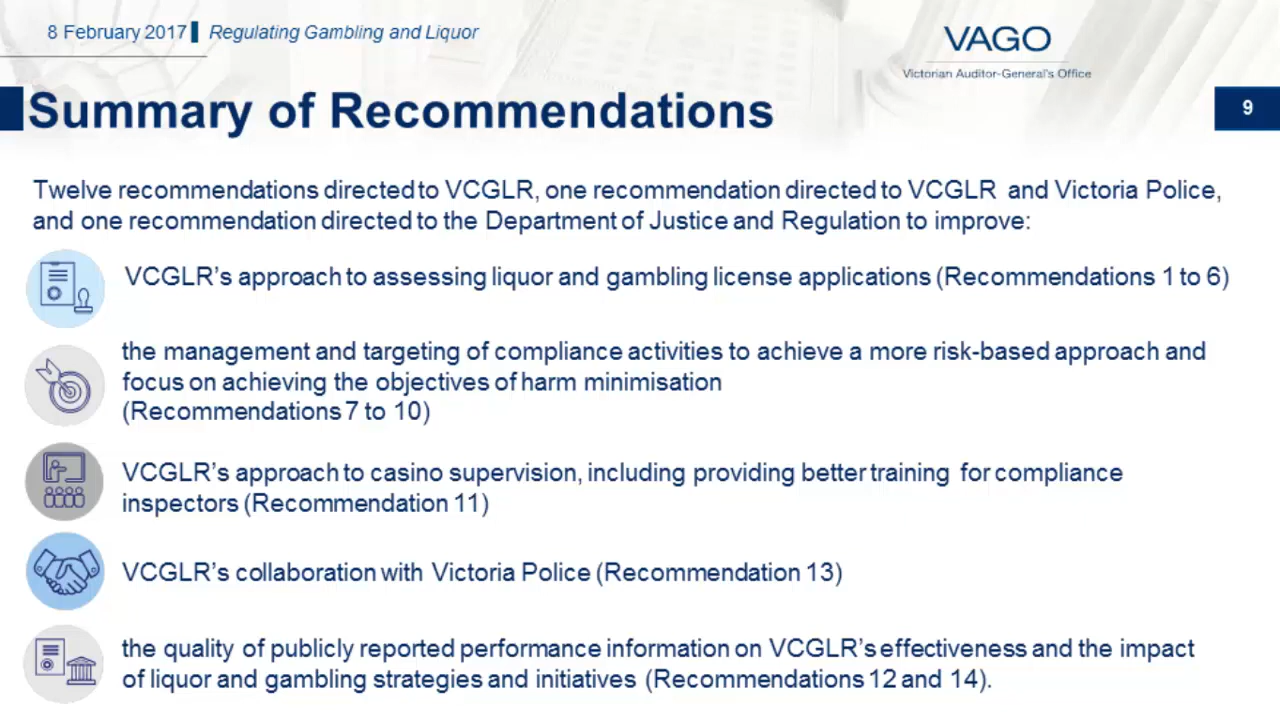 8 February 2017 Regulating Gambling and Liquor
VAGO
Victorian Auditor-General's Office
Summary of Recommendations
9
Twelve recommendations directed to VCGLR, one recommendation directed to VCGLR and Victoria Police,
and one recommendation directed to the Department of Justice and Regulation to improve:
VCGLR's approach to assessing liquor and gambling license applications (Recommendations 1 to 6)
the management and targeting of compliance activities to achieve a more risk-based approach and
focus on achieving the objectives of harm minimisation
(Recommendations 7 to 10)
VCGLR's approach to casino supervision, including providing better training for compliance
inspectors (Recommendation 11)
VCGLR's collaboration with Victoria Police (Recommendation 13)
the quality of publicly reported performance information on VCGLR's effectiveness and the impact
of liquor and gambling strategies and initiatives (Recommendations 12 and 14).